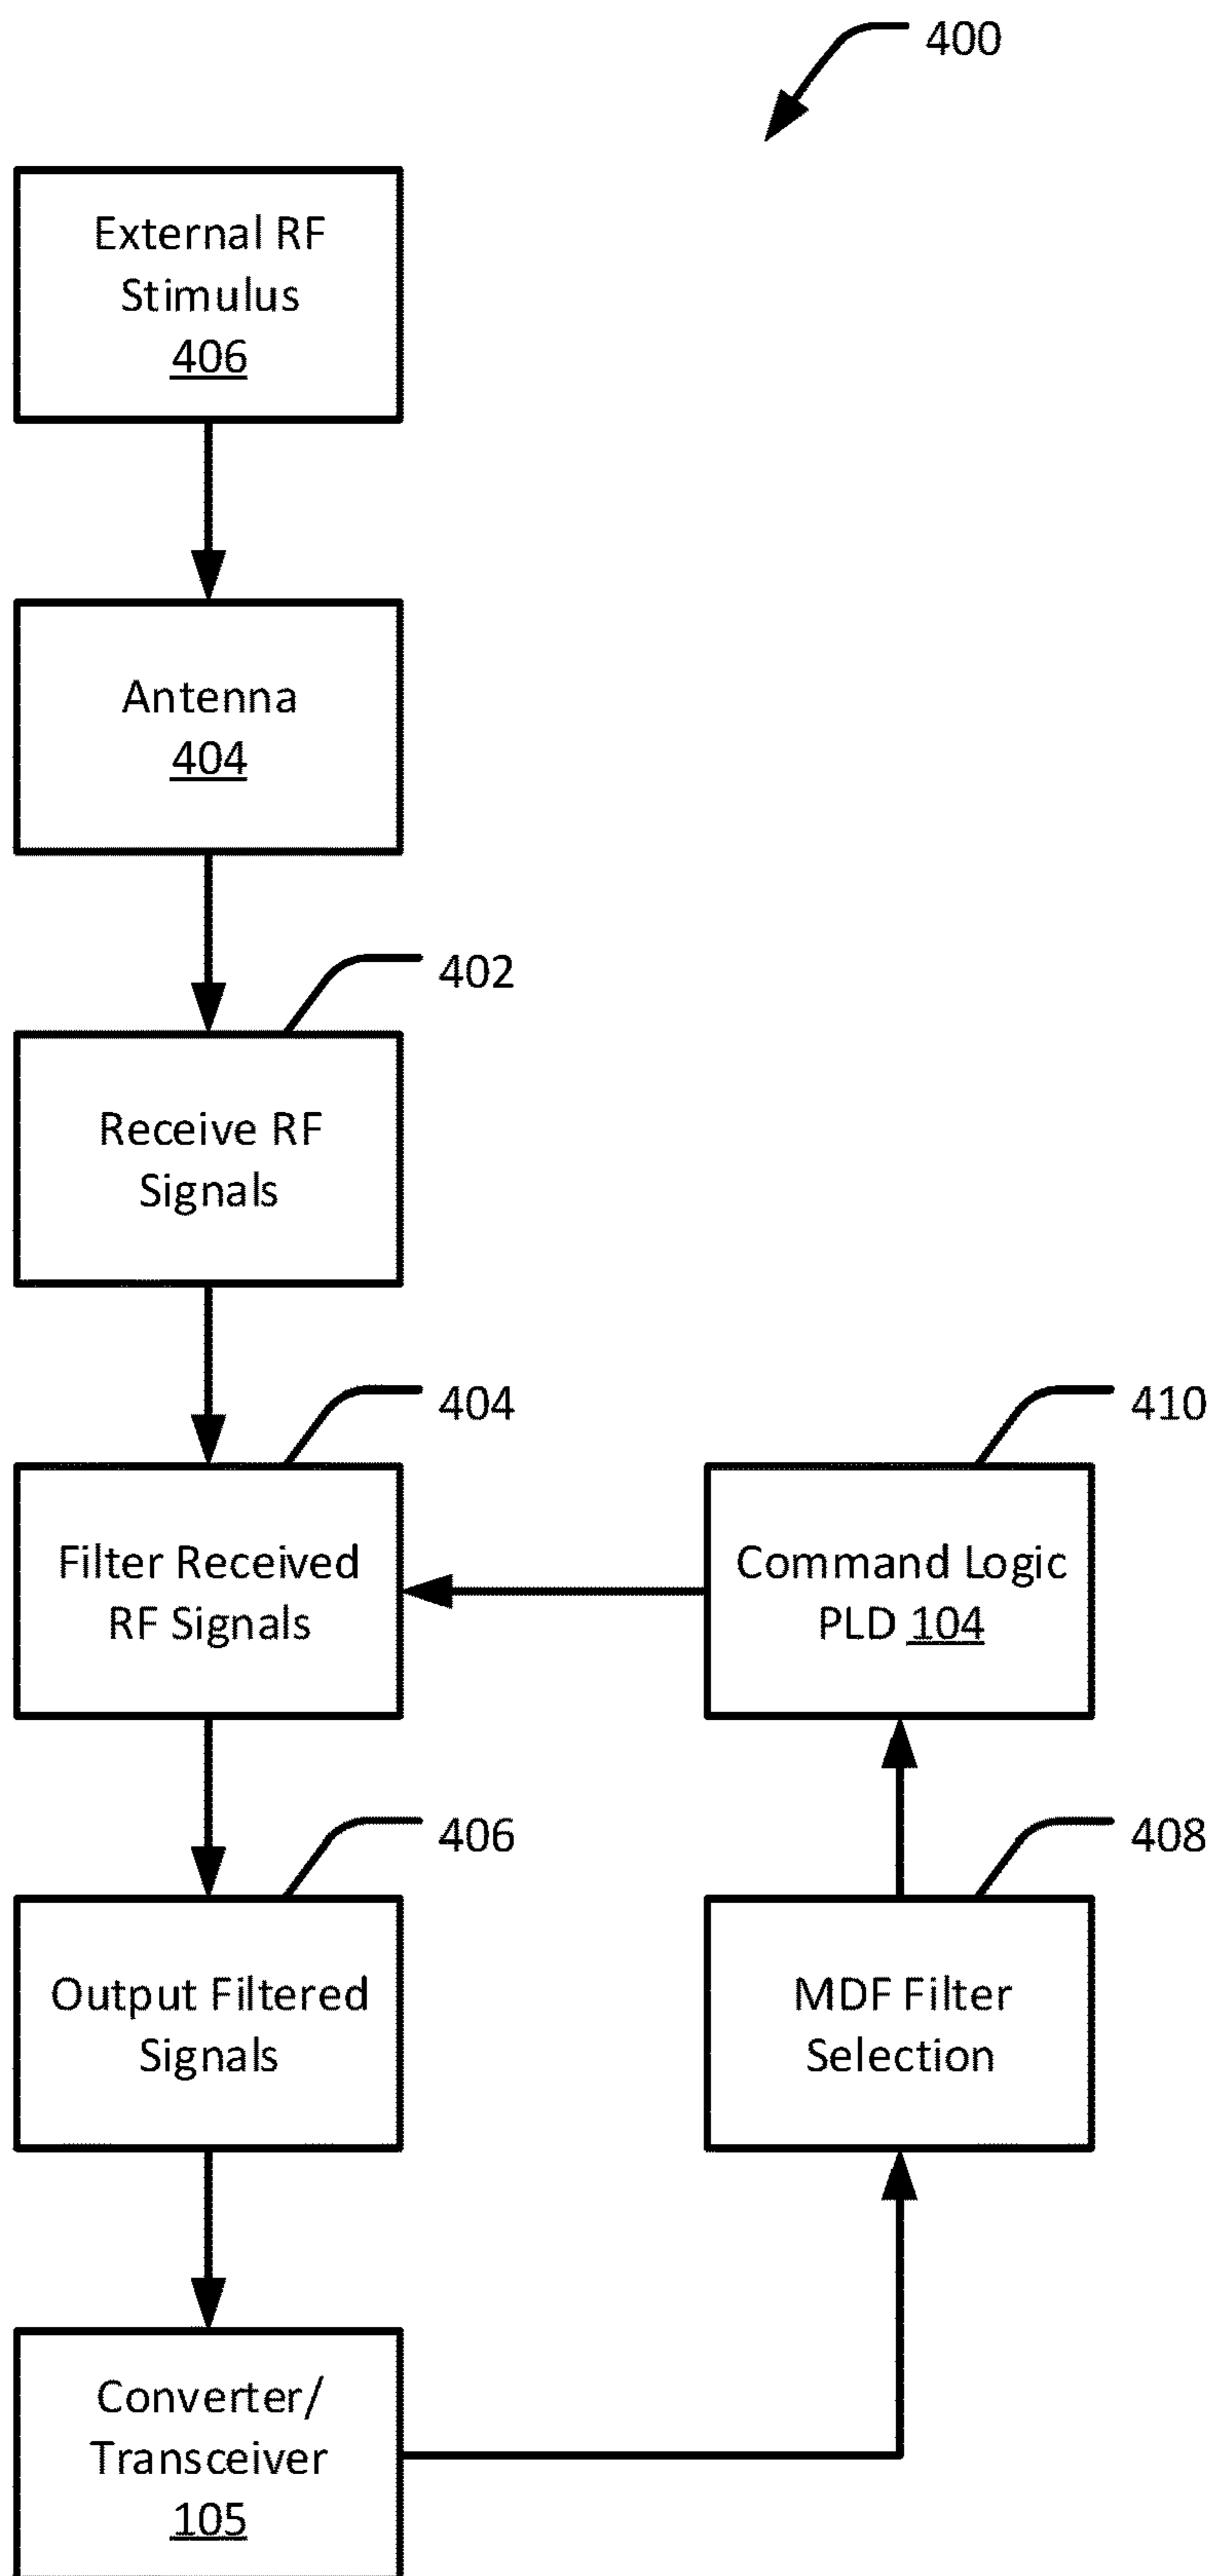 400
External RF
Stimulus
406
Antenna
404
402
Receive RF
Signals
404
Filter Received
RF Signals
410
Command Logic
PLD 104
406
Output Filtered
Signals
408
MDF Filter
Selection
Converter/
Transceiver
105